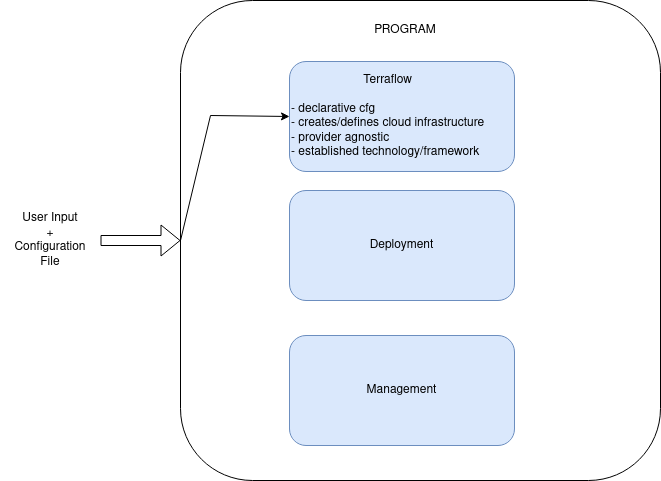 PROGRAM
Terraflow
- declarative cfg
- creates/defines cloud infrastructure
- provider agnostic
- established technology/framework
User Input
+
Configuration
File
Deployment
Management